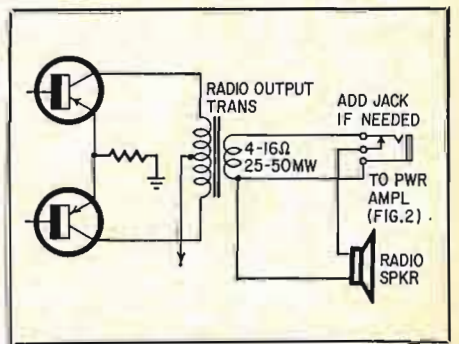 RADIO OUTPUT
TRANS
4-16Ω
25-50MW
ADD JACK
IF NEEDED
TO PWR
AMPL
(FIG.2).
RADIO
SPKR